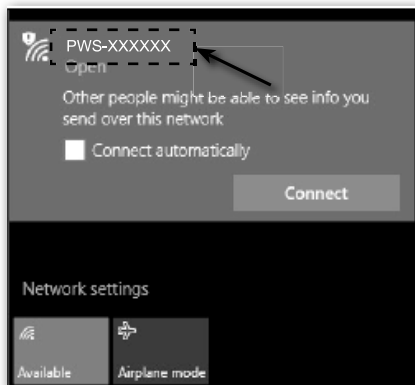 PWS-XXXXXX
Open
Other people might be able to see info you
send over this network
Connect automatically
Connect
Network settings
Available
Airplane mode